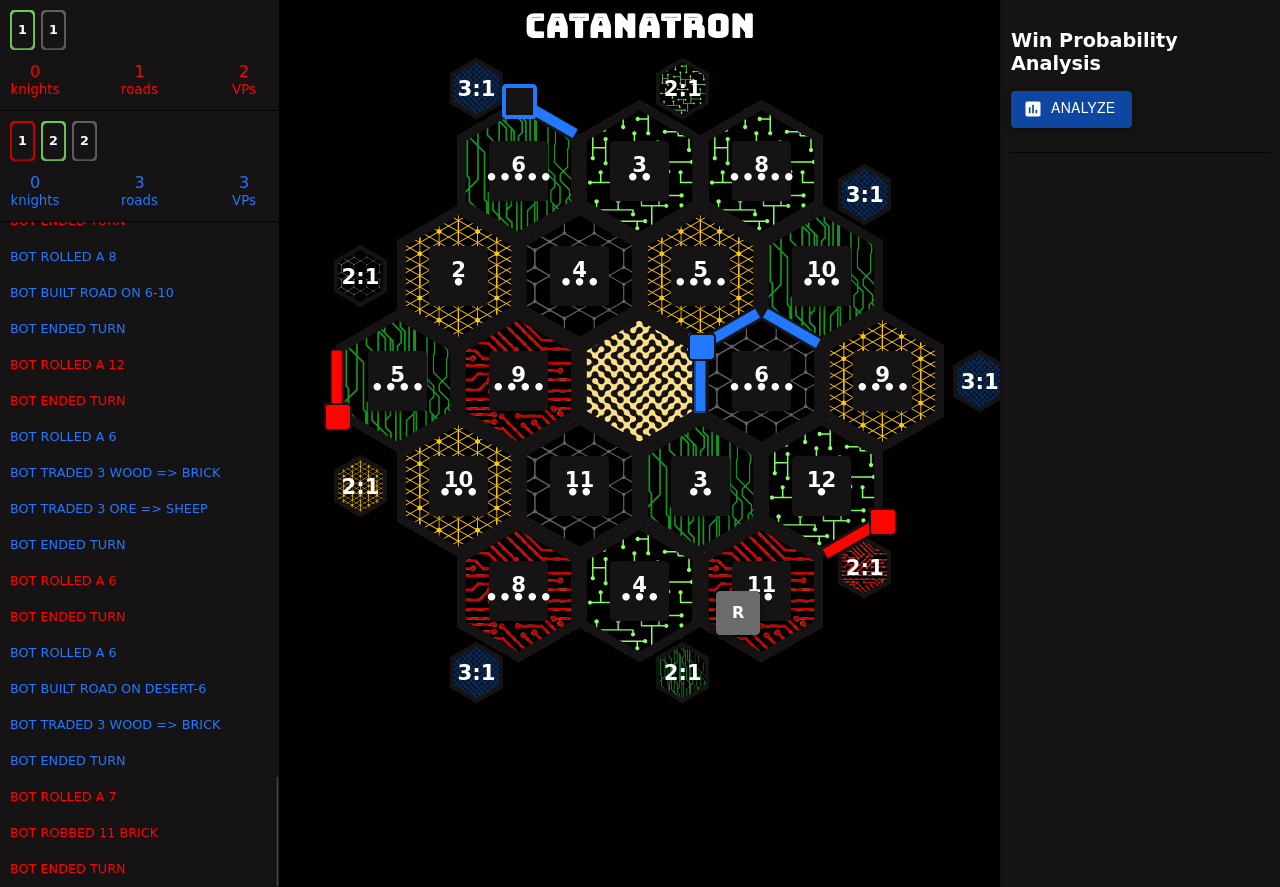 CATANATRON
1 1
0 1 2
knights roads VPs
1 2 2
0 3 3
knights roads VPs
BOT ROLLED A 8
BOT BUILT ROAD ON 6-10
BOT ENDED TURN
BOT ROLLED A 12
BOT ENDED TURN
BOT ROLLED A 6
BOT TRADED 3 WOOD => BRICK
BOT TRADED 3 ORE => SHEEP
BOT ENDED TURN
BOT ROLLED A 6
BOT ENDED TURN
BOT ROLLED A 6
BOT BUILT ROAD ON DESERT-6
BOT TRADED 3 WOOD => BRICK
BOT ENDED TURN
BOT ROLLED A 7
BOT ROBBED 11 BRICK
BOT ENDED TURN
3:1 2:1
6 3 8
3:1
2:1 2 4 5 10
5 9 6 9 3:1
2:1 10 11 3 12
2:1
8 4 11
R
3:1 2:1
Win Probability
Analysis
ANALYZE